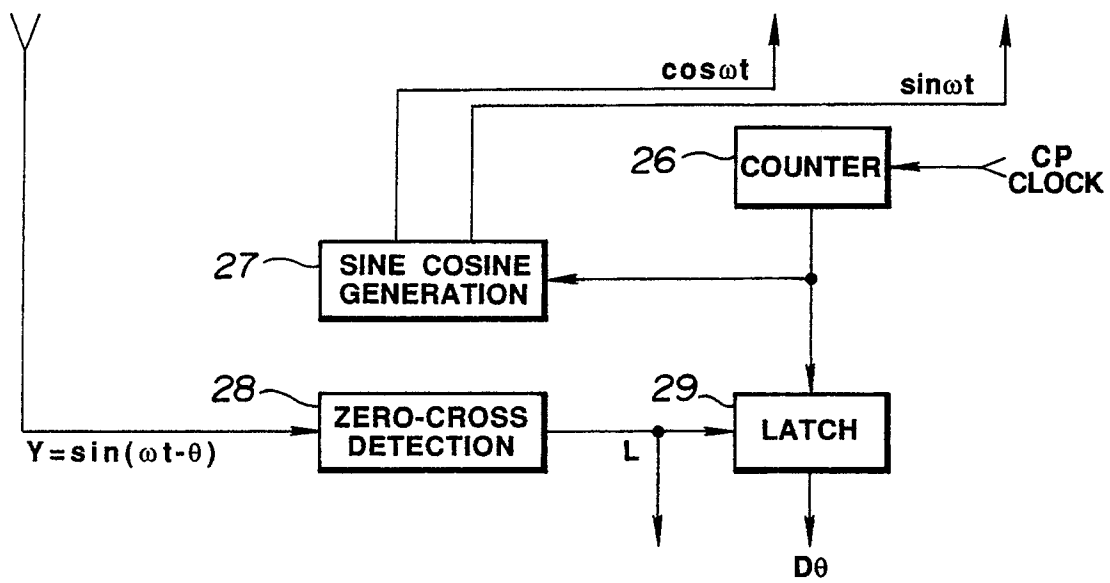 cosωt
sinωt
26
COUNTER
CP
CLOCK
27
SINE COSINE
GENERATION
28
ZERO-CROSS
DETECTION
29
LATCH
Y=sin(ωt-θ)
L
Dθ